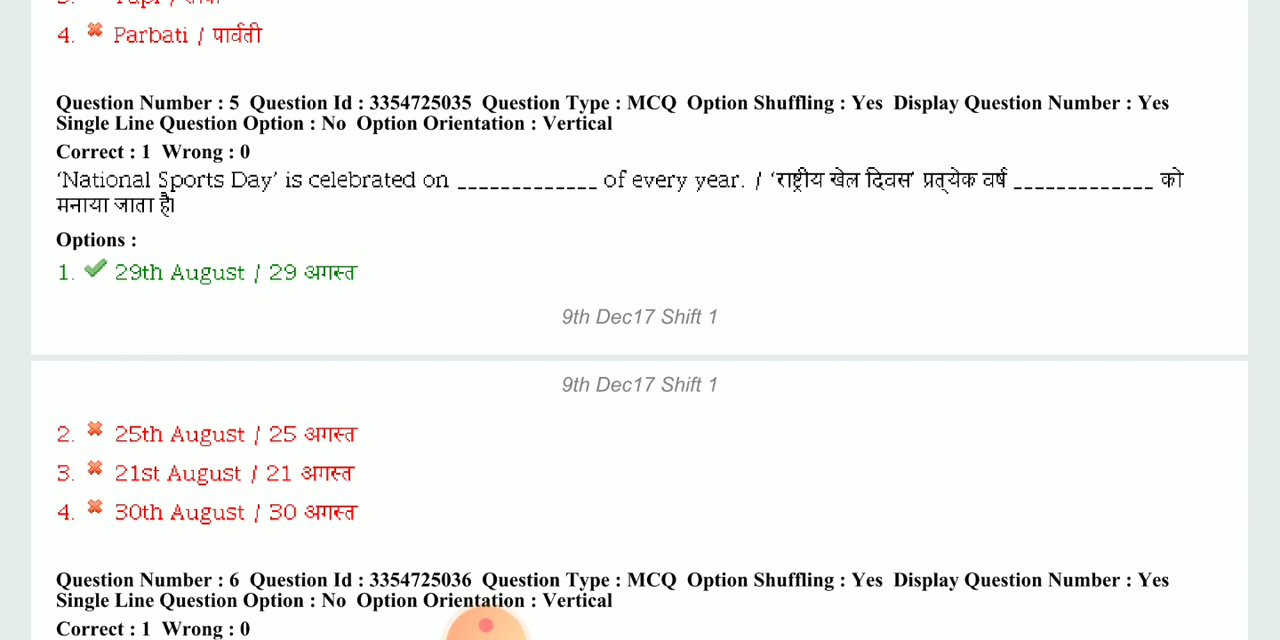 4. Parbati / पार्वती
Question Number : 5 Question Id : 3354725035 Question Type : MCQ Option Shuffling : Yes Display Question Number : Yes
Single Line Question Option : No Option Orientation : Vertical
Correct : 1 Wrong : 0
‘National Sports Day’ is celebrated on _____________ of every year. / ‘राष्ट्रीय खेल दिवस’ प्रत्येक वर्ष _____________ को
मनाया जाता है।
Options :
1. 29th August / 29 अगस्त
9th Dec17 Shift 1
9th Dec17 Shift 1
2. 25th August / 25 अगस्त
3. 21st August / 21 अगस्त
4. 30th August / 30 अगस्त
Question Number : 6 Question Id : 3354725036 Question Type : MCQ Option Shuffling : Yes Display Question Number : Yes
Single Line Question Option : No Option Orientation : Vertical
Correct : 1 Wrong : 0